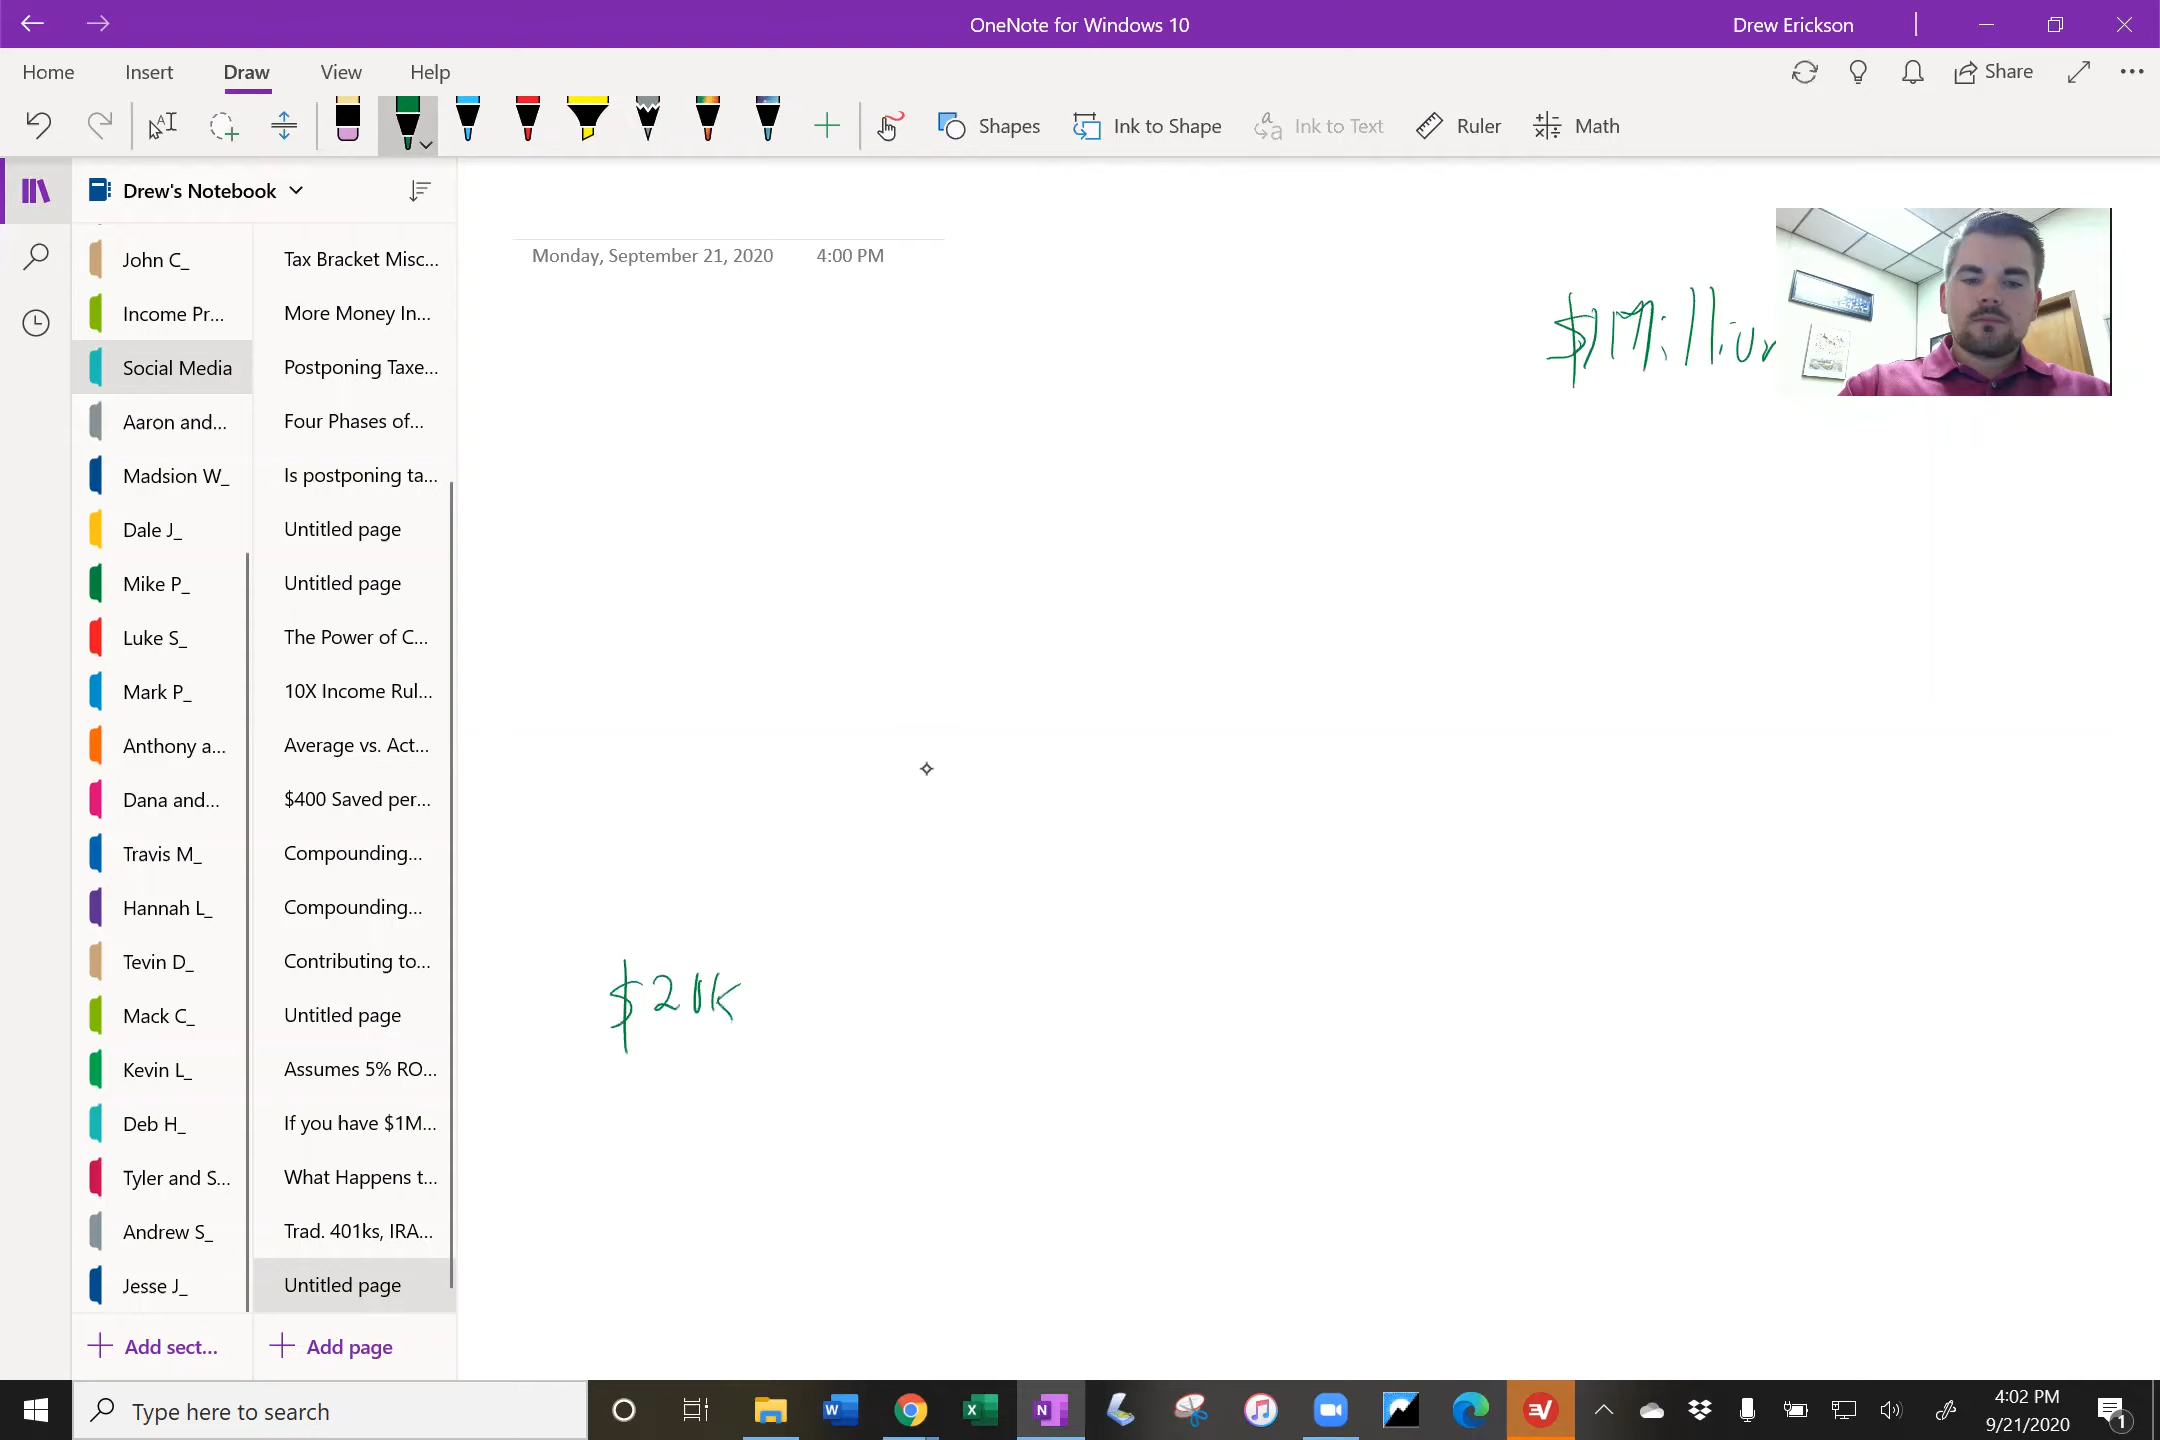 OneNote for Windows 10
Drew Erickson
Home Insert Draw View Help
Share
Shapes Ink to Shape Ink to Text Ruler Math
Drew's Notebook
John C_
Income Pr...
Social Media
Aaron and...
Madsion W_
Dale J_
Mike P_
Luke S_
Mark P_
Anthony a...
Dana and...
Travis M_
Hannah L_
Tevin D_
Mack C_
Kevin L_
Deb H_
Tyler and S...
Andrew S_
Jesse J_
Add sect...
Tax Bracket Misc...
More Money In...
Postponing Taxe...
Four Phases of...
Is postponing ta...
Untitled page
Untitled page
The Power of C...
10X Income Rul...
Average vs. Act...
$400 Saved per...
Compounding...
Compounding...
Contributing to...
Untitled page
Assumes 5% RO...
If you have $1M...
What Happens t...
Trad. 401ks, IRA...
Untitled page
Add page
Monday, September 21, 2020 4:00 PM
$1Million
$20K
Type here to search
4:02 PM
9/21/2020
1